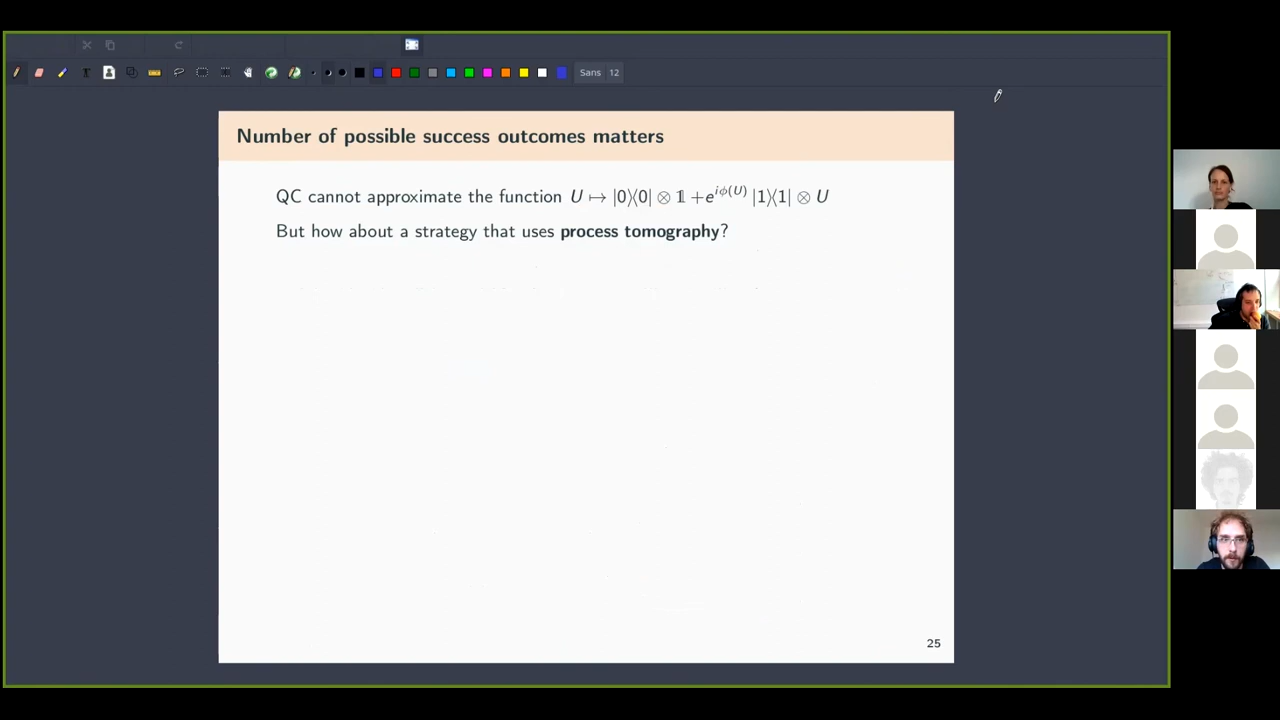 Sans 12
Number of possible success outcomes matters
QC cannot approximate the function U ↦ |0⟩⟨0| ⊗ 𝟙 + e^{iϕ(U)} |1⟩⟨1| ⊗ U
But how about a strategy that uses process tomography?
25